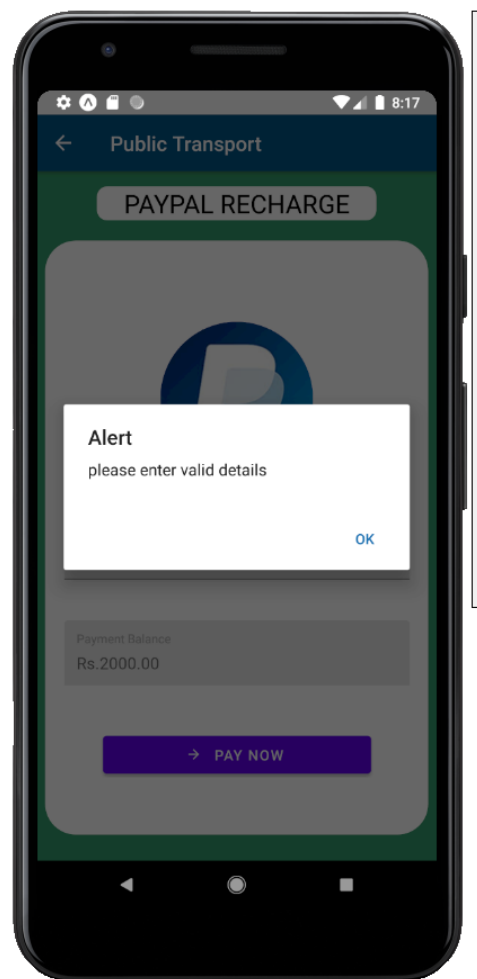 8:17
Public Transport
PAYPAL RECHARGE
Alert
please enter valid details
OK
Payment Balance
Rs.2000.00
→ PAY NOW